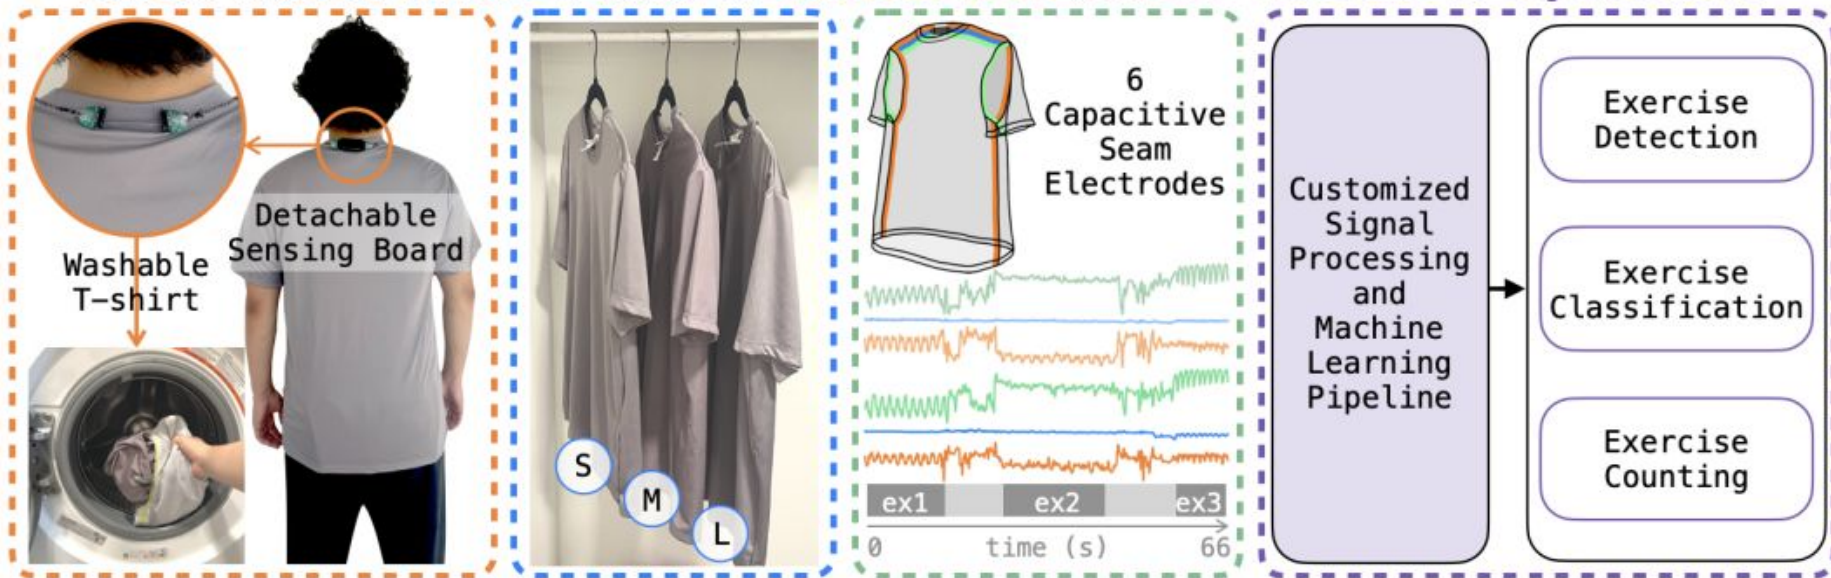 Detachable
Sensing Board
Washable
T-shirt
S
M
L
6
Capacitive
Seam
Electrodes
ex1
ex2
ex3
0
time (s)
66
Customized
Signal
Processing
and
Machine
Learning
Pipeline
Exercise
Detection
Exercise
Classification
Exercise
Counting